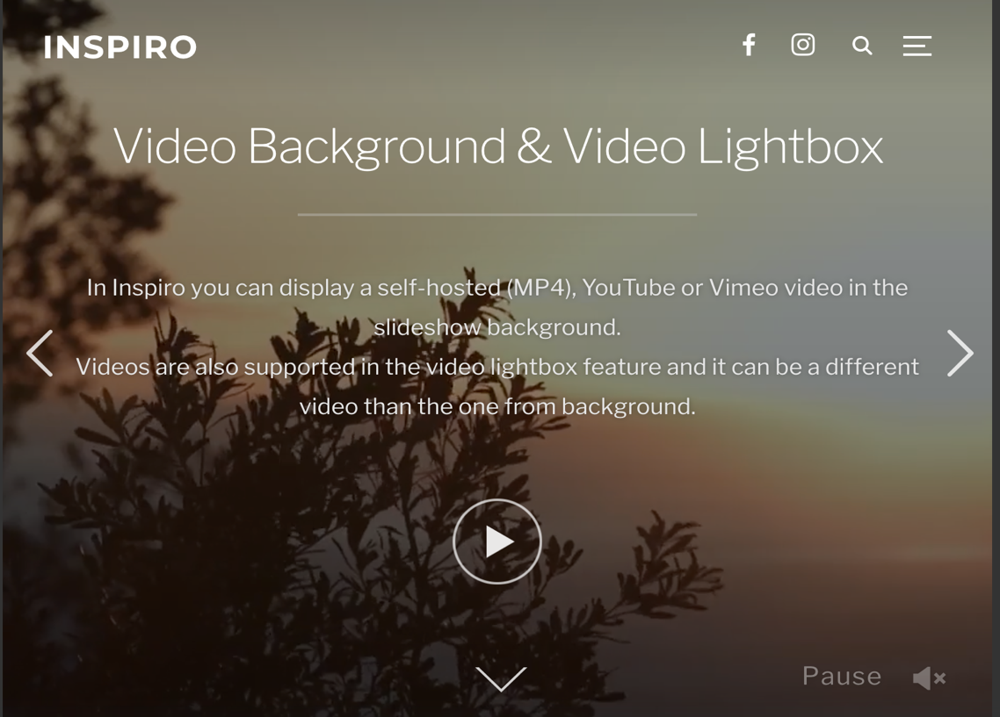 INSPIRO
Video Background & Video Lightbox
In Inspiro you can display a self-hosted (MP4), YouTube or Vimeo video in the
slideshow background.
Videos are also supported in the video lightbox feature and it can be a different
video than the one from background.
Pause